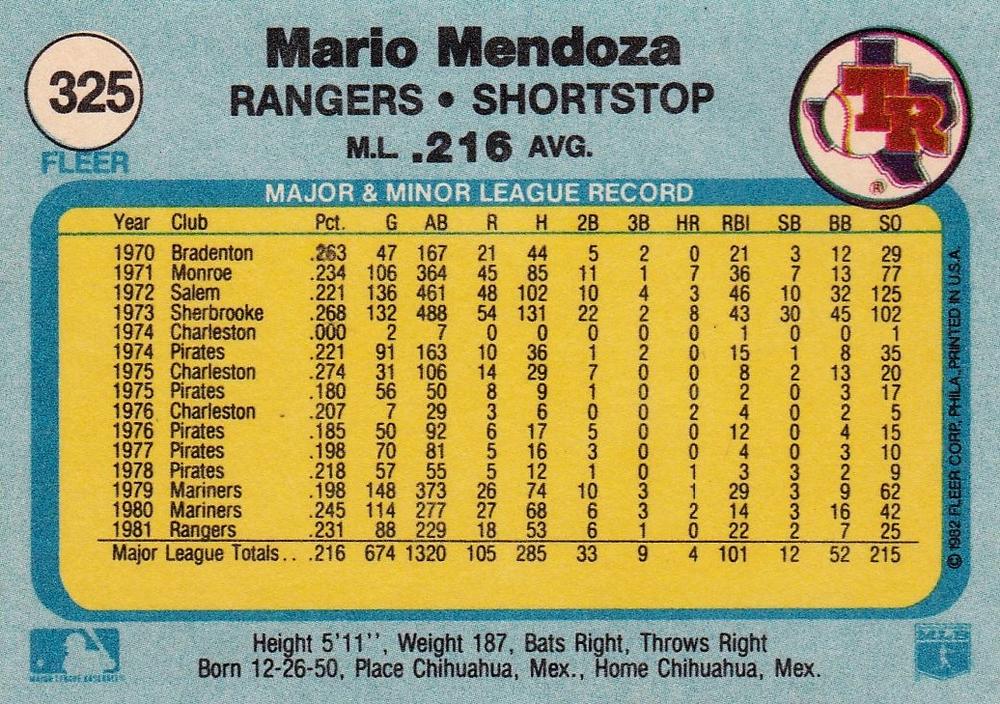 325
FLEER
Mario Mendoza
RANGERS • SHORTSTOP
M.L. .216 AVG.
TR
®
MAJOR & MINOR LEAGUE RECORD
Year Club Pct. G AB R H 2B 3B HR RBI SB BB SO
1970 Bradenton .263 47 167 21 44 5 2 0 21 3 12 29
1971 Monroe .234 106 364 45 85 11 1 7 36 7 13 77
1972 Salem .221 136 461 48 102 10 4 3 46 10 32 125
1973 Sherbrooke .268 132 488 54 131 22 2 8 43 30 45 102
1974 Charleston .000 2 7 0 0 0 0 0 1 0 0 1
1974 Pirates .221 91 163 10 36 1 2 0 15 1 8 35
1975 Charleston .274 31 106 14 29 7 0 0 8 2 13 20
1975 Pirates .180 56 50 8 9 1 0 0 2 0 3 17
1976 Charleston .207 7 29 3 6 0 0 2 4 0 2 5
1976 Pirates .185 50 92 6 17 5 0 0 12 0 4 15
1977 Pirates .198 70 81 5 16 3 0 0 4 0 3 10
1978 Pirates .218 57 55 5 12 1 0 1 3 3 2 9
1979 Mariners .198 148 373 26 74 10 3 1 29 3 9 62
1980 Mariners .245 114 277 27 68 6 3 2 14 3 16 42
1981 Rangers .231 88 229 18 53 6 1 0 22 2 7 25
Major League Totals.. .216 674 1320 105 285 33 9 4 101 12 52 215
© 1982 FLEER CORP., PHILA., PRINTED IN U.S.A.
Height 5'11'', Weight 187, Bats Right, Throws Right
Born 12-26-50, Place Chihuahua, Mex., Home Chihuahua, Mex.
MAJOR LEAGUE BASEBALL
MLB